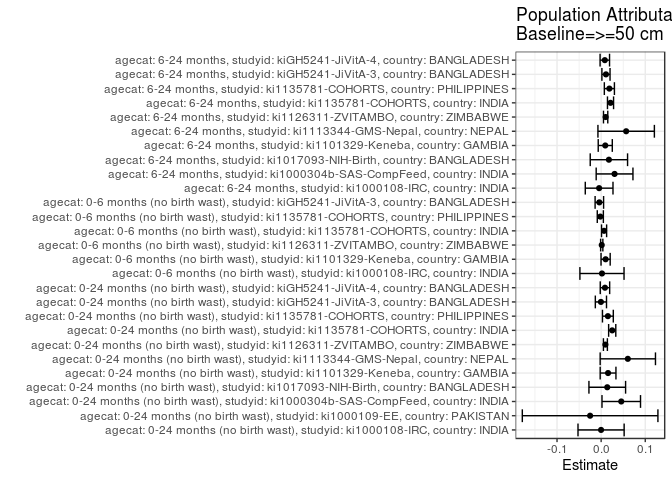 Population Attributa
Baseline=>=50 cm
agecat: 6-24 months, studyid: kiGH5241-JiVitA-4, country: BANGLADESH
agecat: 6-24 months, studyid: kiGH5241-JiVitA-3, country: BANGLADESH
agecat: 6-24 months, studyid: ki1135781-COHORTS, country: PHILIPPINES
agecat: 6-24 months, studyid: ki1135781-COHORTS, country: INDIA
agecat: 6-24 months, studyid: ki1126311-ZVITAMBO, country: ZIMBABWE
agecat: 6-24 months, studyid: ki1113344-GMS-Nepal, country: NEPAL
agecat: 6-24 months, studyid: ki1101329-Keneba, country: GAMBIA
agecat: 6-24 months, studyid: ki1017093-NIH-Birth, country: BANGLADESH
agecat: 6-24 months, studyid: ki1000304b-SAS-CompFeed, country: INDIA
agecat: 6-24 months, studyid: ki1000108-IRC, country: INDIA
agecat: 0-6 months (no birth wast), studyid: kiGH5241-JiVitA-3, country: BANGLADESH
agecat: 0-6 months (no birth wast), studyid: ki1135781-COHORTS, country: PHILIPPINES
agecat: 0-6 months (no birth wast), studyid: ki1135781-COHORTS, country: INDIA
agecat: 0-6 months (no birth wast), studyid: ki1126311-ZVITAMBO, country: ZIMBABWE
agecat: 0-6 months (no birth wast), studyid: ki1101329-Keneba, country: GAMBIA
agecat: 0-6 months (no birth wast), studyid: ki1000108-IRC, country: INDIA
agecat: 0-24 months (no birth wast), studyid: kiGH5241-JiVitA-4, country: BANGLADESH
agecat: 0-24 months (no birth wast), studyid: kiGH5241-JiVitA-3, country: BANGLADESH
agecat: 0-24 months (no birth wast), studyid: ki1135781-COHORTS, country: PHILIPPINES
agecat: 0-24 months (no birth wast), studyid: ki1135781-COHORTS, country: INDIA
agecat: 0-24 months (no birth wast), studyid: ki1126311-ZVITAMBO, country: ZIMBABWE
agecat: 0-24 months (no birth wast), studyid: ki1113344-GMS-Nepal, country: NEPAL
agecat: 0-24 months (no birth wast), studyid: ki1101329-Keneba, country: GAMBIA
agecat: 0-24 months (no birth wast), studyid: ki1017093-NIH-Birth, country: BANGLADESH
agecat: 0-24 months (no birth wast), studyid: ki1000304b-SAS-CompFeed, country: INDIA
agecat: 0-24 months (no birth wast), studyid: ki1000109-EE, country: PAKISTAN
agecat: 0-24 months (no birth wast), studyid: ki1000108-IRC, country: INDIA
-0.1 0.0 0.1
Estimate